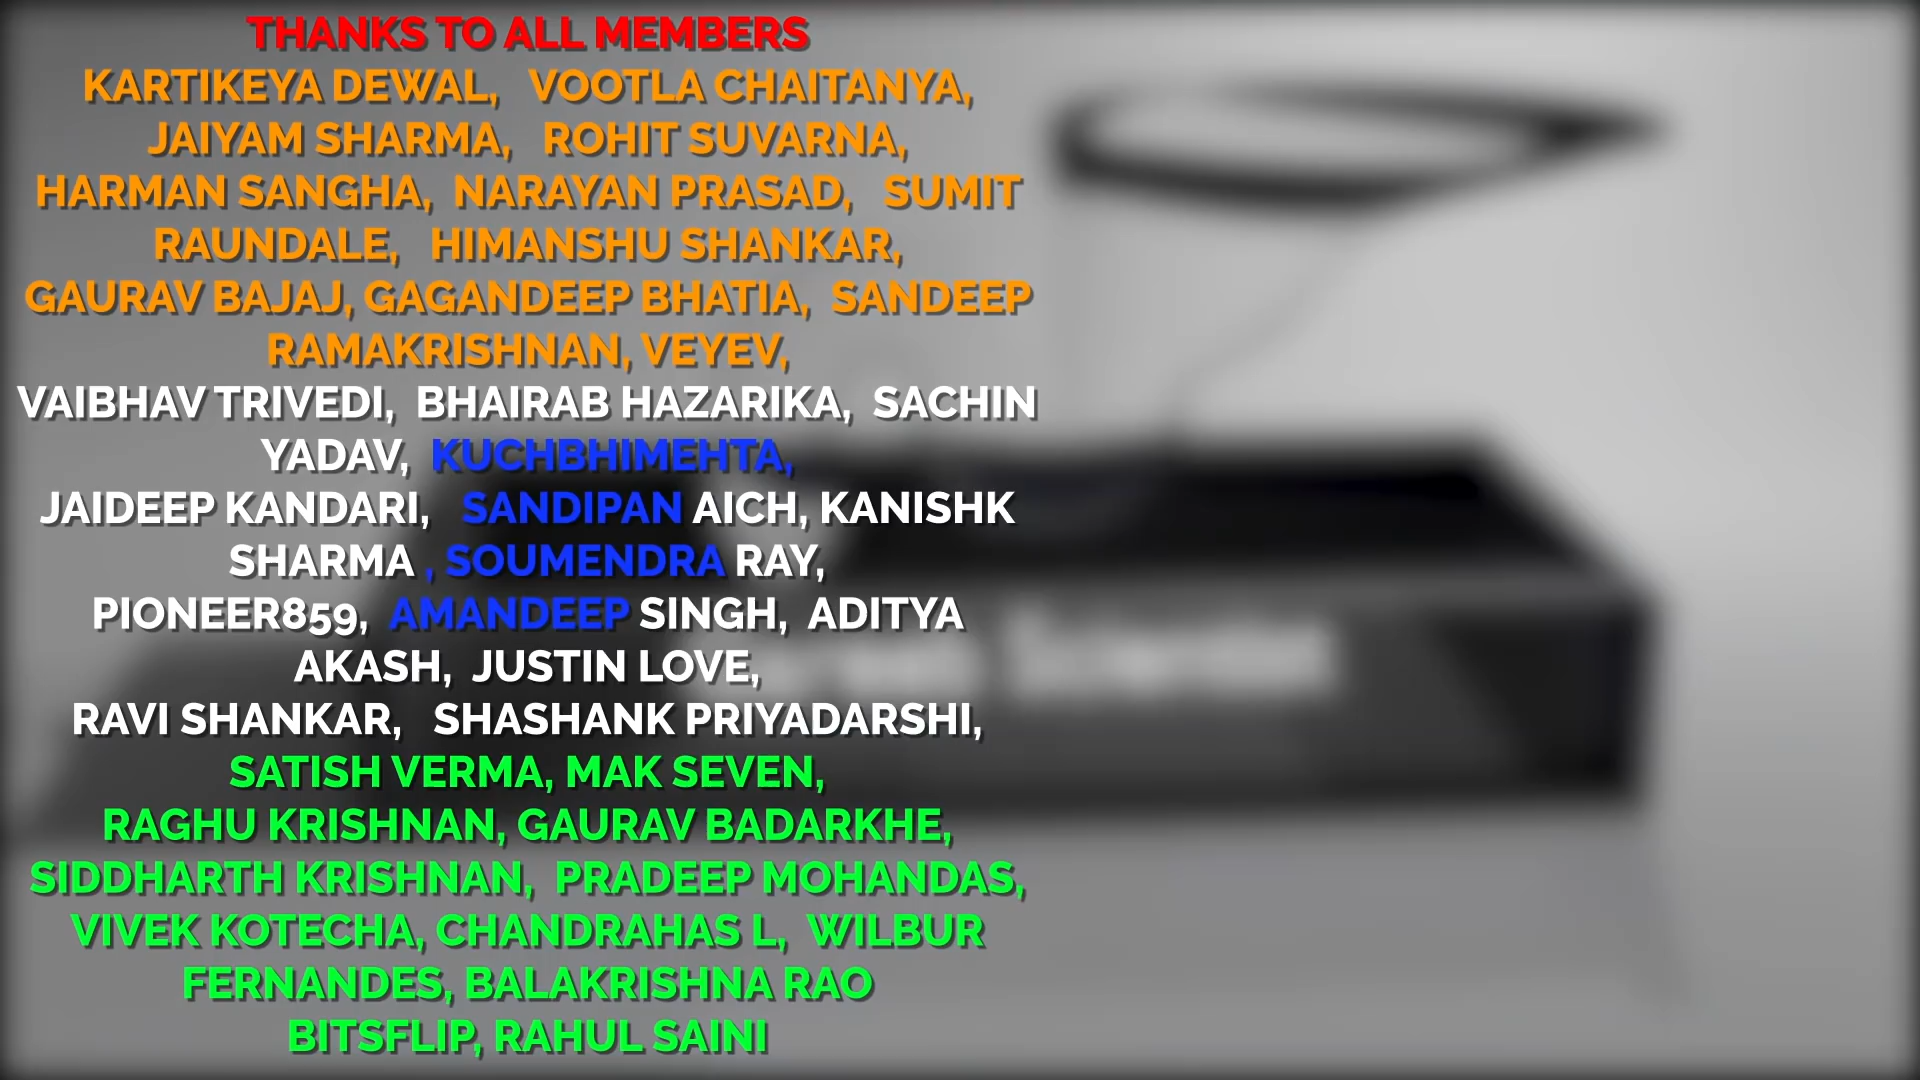 THANKS TO ALL MEMBERS
KARTIKEYA DEWAL, VOOTLA CHAITANYA,
JAIYAM SHARMA, ROHIT SUVARNA,
HARMAN SANGHA, NARAYAN PRASAD, SUMIT
RAUNDALE, HIMANSHU SHANKAR,
GAURAV BAJAJ, GAGANDEEP BHATIA, SANDEEP
RAMAKRISHNAN, VEYEV,
VAIBHAV TRIVEDI, BHAIRAB HAZARIKA, SACHIN
YADAV, KUCHBHIMEHTA,
JAIDEEP KANDARI, SANDIPAN AICH, KANISHK
SHARMA , SOUMENDRA RAY,
PIONEER859, AMANDEEP SINGH, ADITYA
AKASH, JUSTIN LOVE,
RAVI SHANKAR, SHASHANK PRIYADARSHI,
SATISH VERMA, MAK SEVEN,
RAGHU KRISHNAN, GAURAV BADARKHE,
SIDDHARTH KRISHNAN, PRADEEP MOHANDAS,
VIVEK KOTECHA, CHANDRAHAS L, WILBUR
FERNANDES, BALAKRISHNA RAO
BITSFLIP, RAHUL SAINI